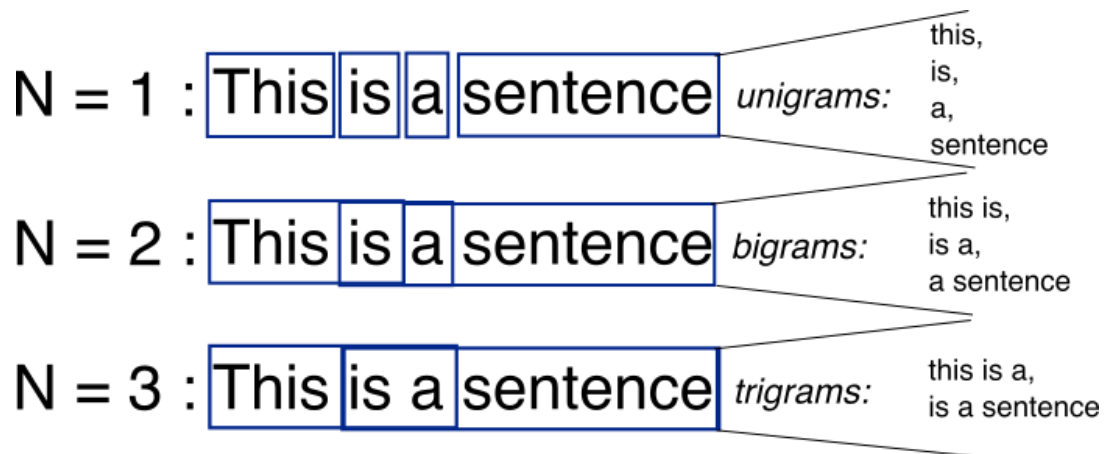 N = 1 : This is a sentence unigrams:
this,
is,
a,
sentence
N = 2 : This is a sentence bigrams:
this is,
is a,
a sentence
N = 3 : This is a sentence trigrams:
this is a,
is a sentence